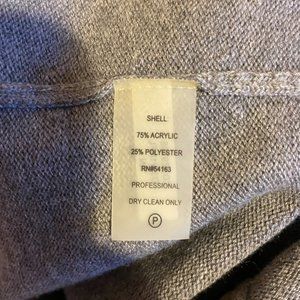 SHELL
75% ACRYLIC
25% POLYESTER
RN#54163
PROFESSIONAL
DRY CLEAN ONLY
P